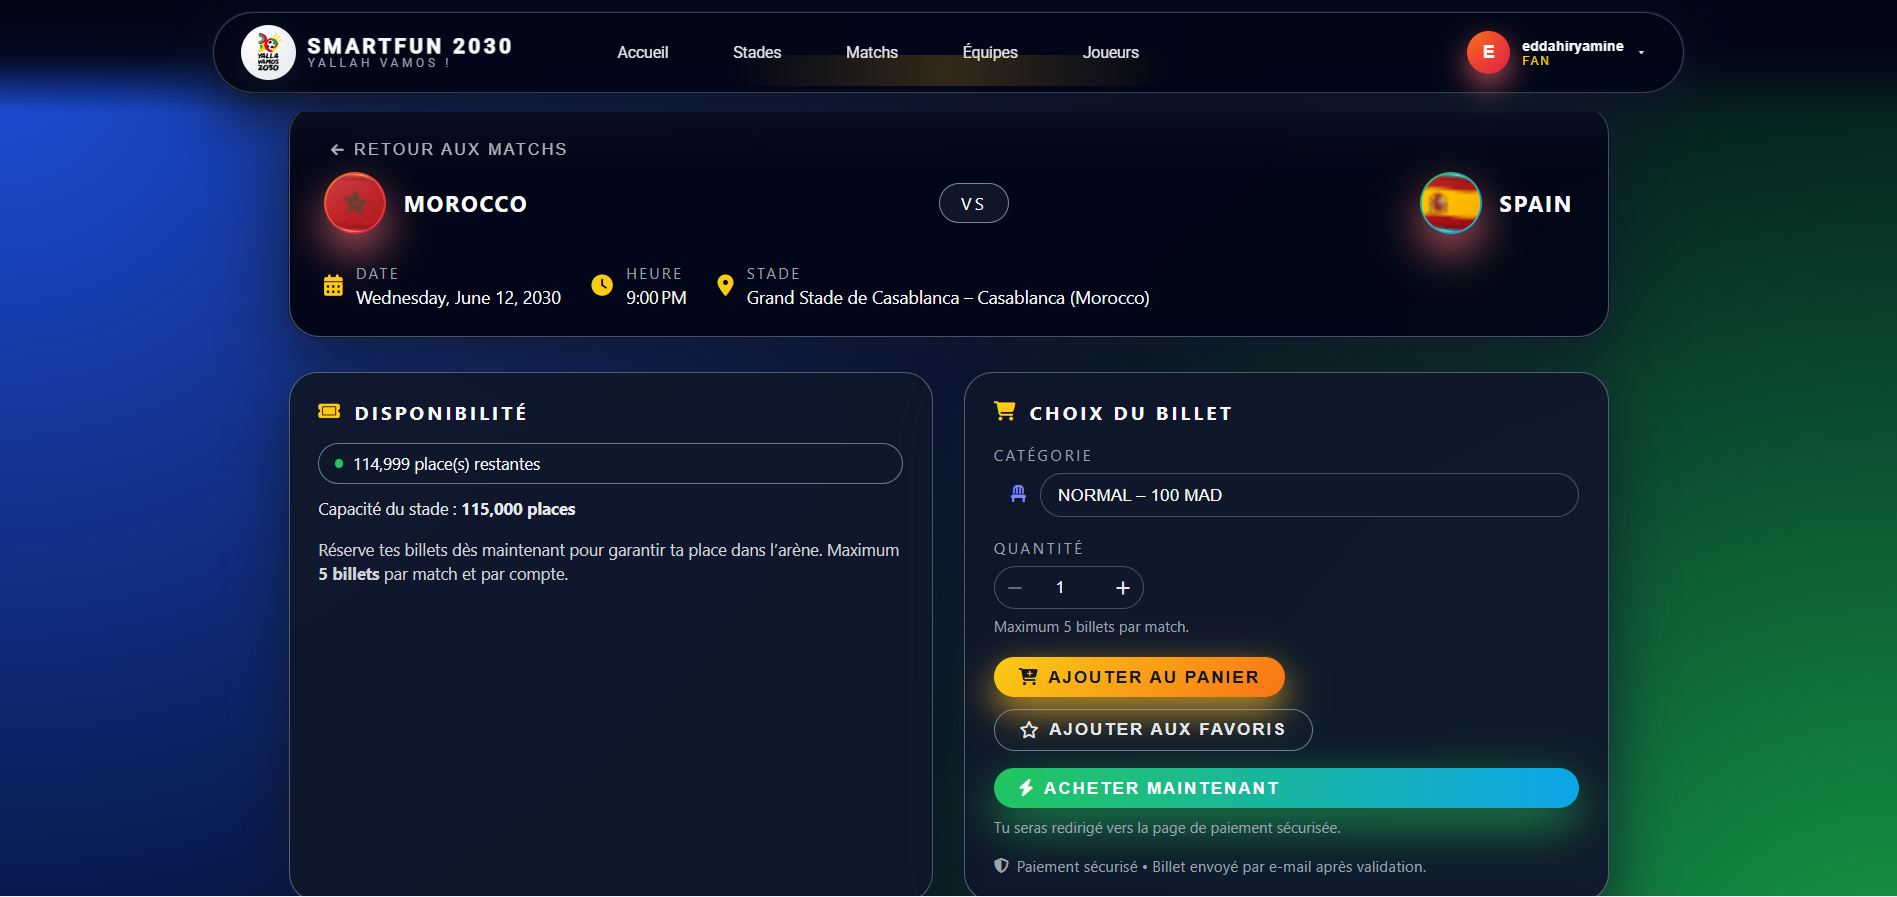 YALLA
VAMOS
2030
SMARTFUN 2030
YALLAH VAMOS !
Accueil
Stades
Matchs
Équipes
Joueurs
E
eddahiryamine
FAN
← RETOUR AUX MATCHS
MOROCCO
VS
SPAIN
DATE
Wednesday, June 12, 2030
HEURE
9:00 PM
STADE
Grand Stade de Casablanca – Casablanca (Morocco)
DISPONIBILITÉ
114,999 place(s) restantes
Capacité du stade : 115,000 places
Réserve tes billets dès maintenant pour garantir ta place dans l’arène. Maximum
5 billets par match et par compte.
CHOIX DU BILLET
CATÉGORIE
NORMAL – 100 MAD
QUANTITÉ
− 1 +
Maximum 5 billets par match.
AJOUTER AU PANIER
AJOUTER AUX FAVORIS
ACHETER MAINTENANT
Tu seras redirigé vers la page de paiement sécurisée.
Paiement sécurisé • Billet envoyé par e-mail après validation.